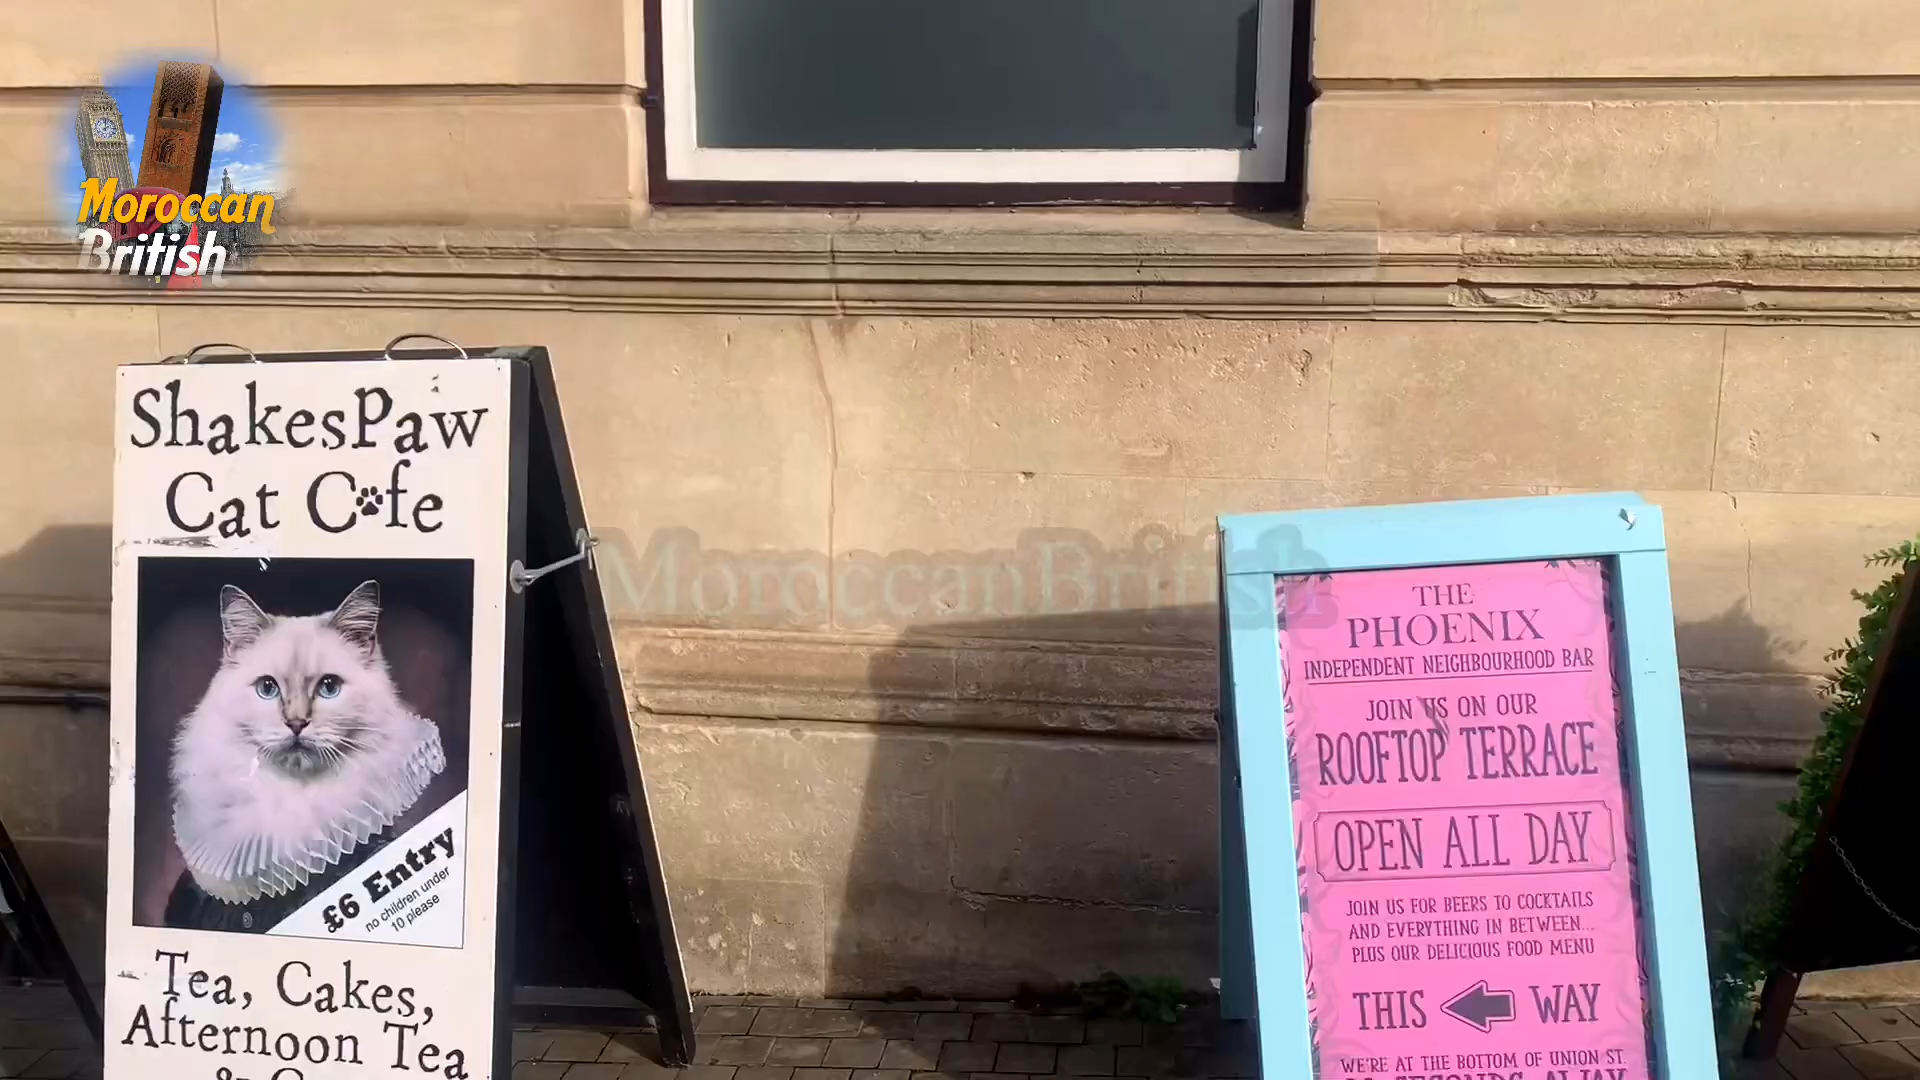 Moroccan
British
ShakesPaw
Cat Cafe
£6 Entry
no children under
10 please
Tea, Cakes,
Afternoon Tea
MoroccanBritish
THE
PHOENIX
INDEPENDENT NEIGHBOURHOOD BAR
JOIN US ON OUR
ROOFTOP TERRACE
OPEN ALL DAY
JOIN US FOR BEERS TO COCKTAILS
AND EVERYTHING IN BETWEEN...
PLUS OUR DELICIOUS FOOD MENU
THIS WAY
WE'RE AT THE BOTTOM OF UNION ST.